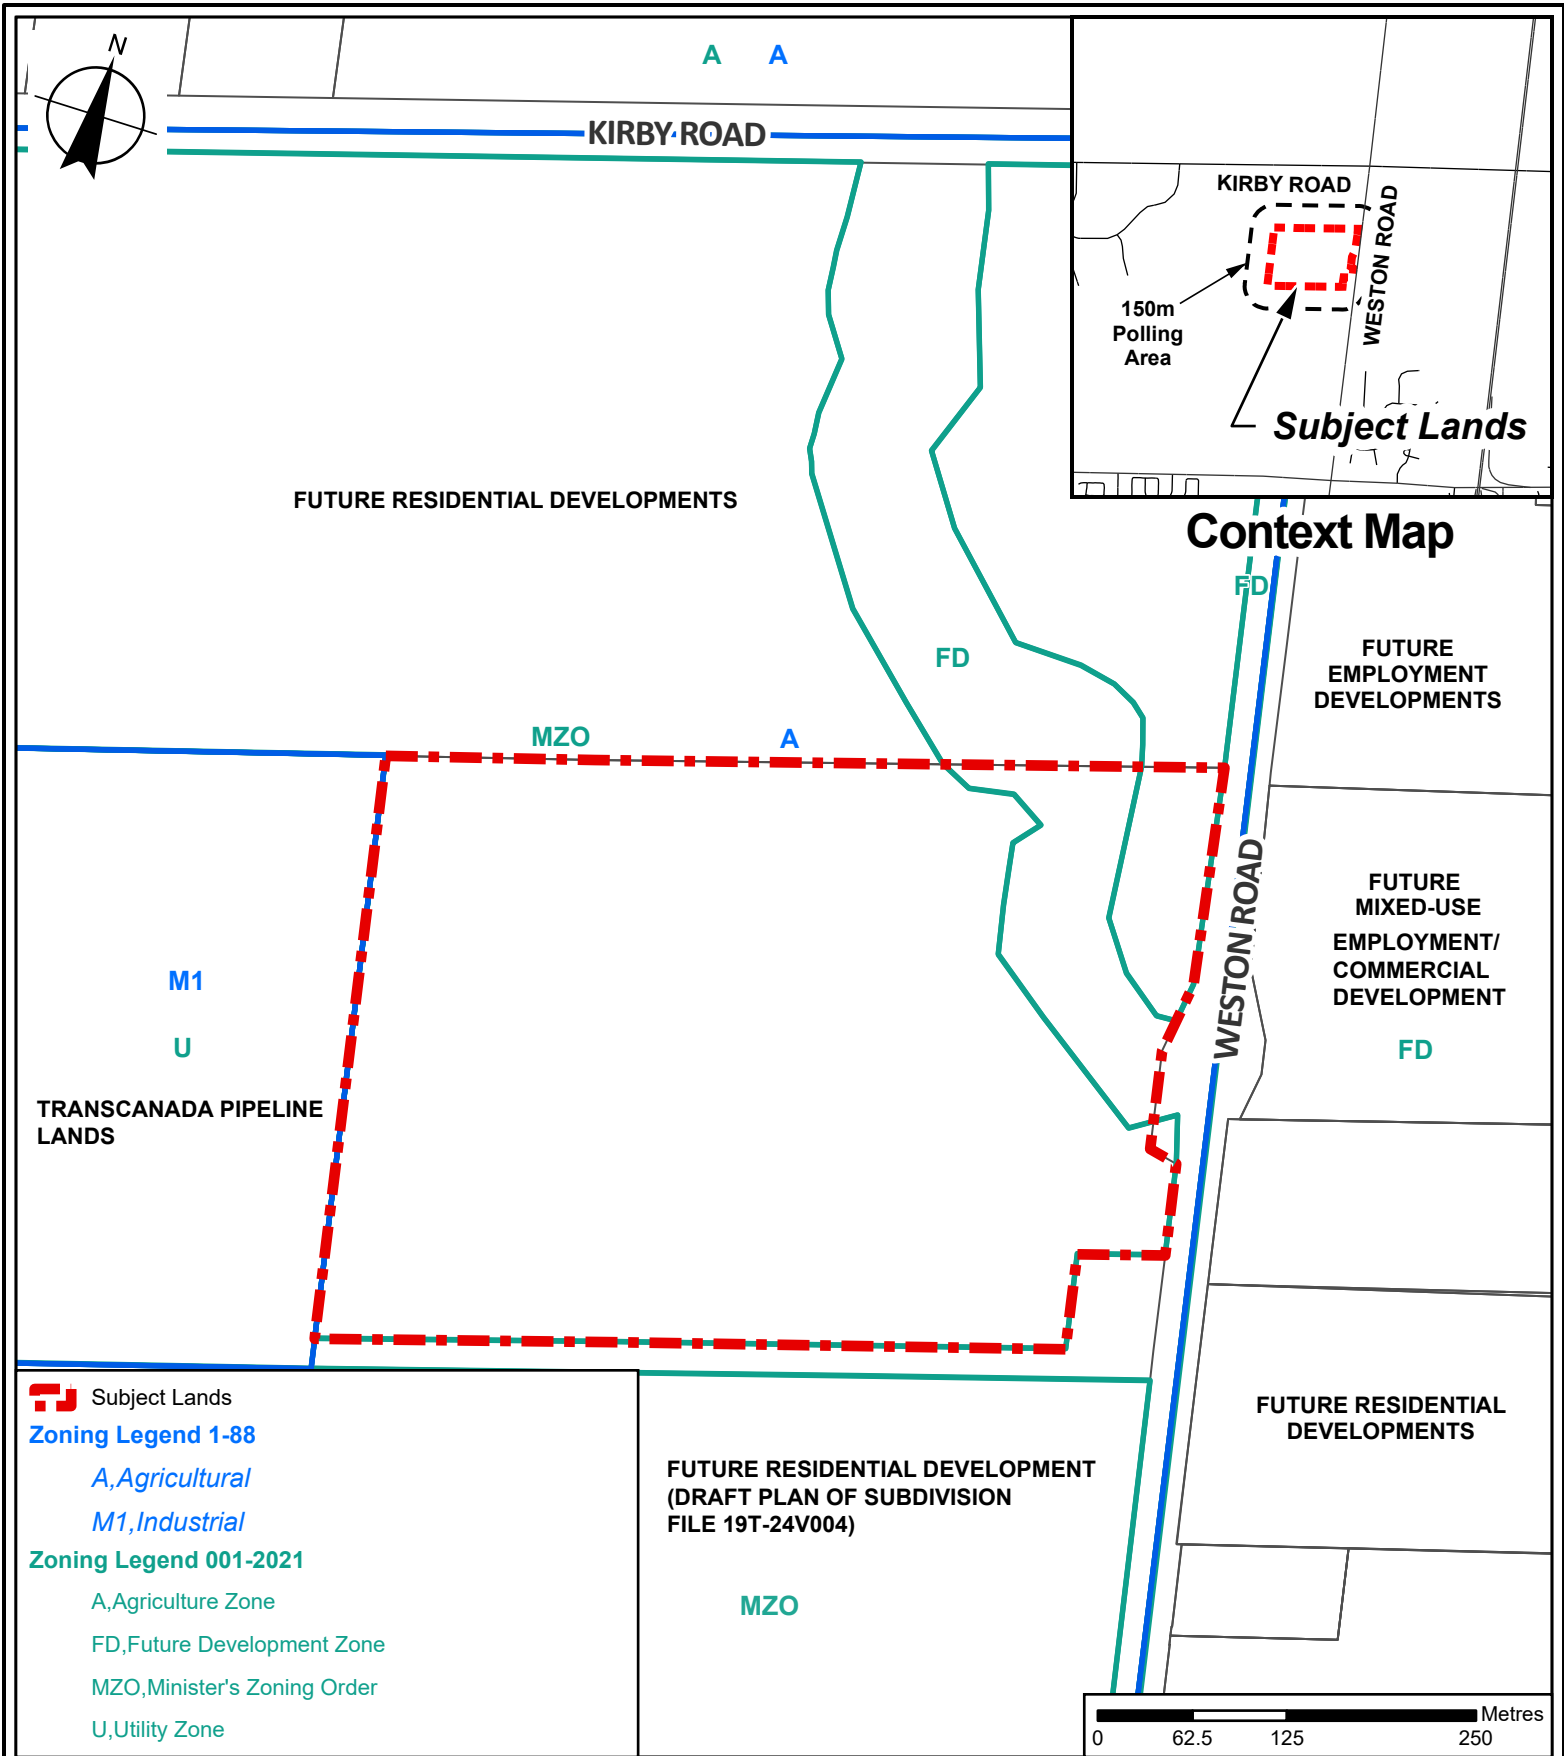 N
A A
KIRBY ROAD
KIRBY ROAD
WESTON ROAD
150m
Polling
Area
Subject Lands
Context Map
FUTURE RESIDENTIAL DEVELOPMENTS
FD
FD
FUTURE
EMPLOYMENT
DEVELOPMENTS
MZO A
WESTON ROAD
FUTURE
MIXED-USE
EMPLOYMENT/
COMMERCIAL
DEVELOPMENT
FD
M1
U
TRANSCANADA PIPELINE
LANDS
Subject Lands
Zoning Legend 1-88
A,Agricultural
M1,Industrial
Zoning Legend 001-2021
A,Agriculture Zone
FD,Future Development Zone
MZO,Minister's Zoning Order
U,Utility Zone
FUTURE RESIDENTIAL DEVELOPMENT
(DRAFT PLAN OF SUBDIVISION
FILE 19T-24V004)
MZO
FUTURE RESIDENTIAL
DEVELOPMENTS
Metres
0 62.5 125 250